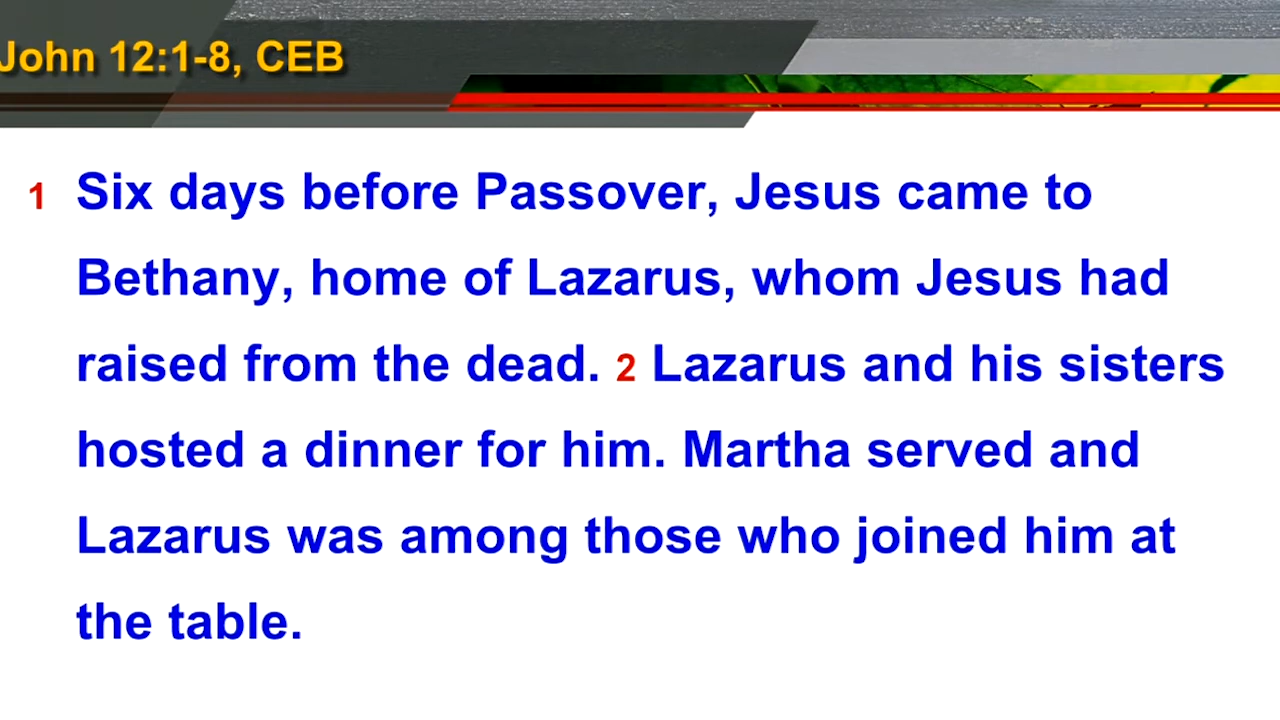 John 12:1-8, CEB
1 Six days before Passover, Jesus came to
Bethany, home of Lazarus, whom Jesus had
raised from the dead. 2 Lazarus and his sisters
hosted a dinner for him. Martha served and
Lazarus was among those who joined him at
the table.